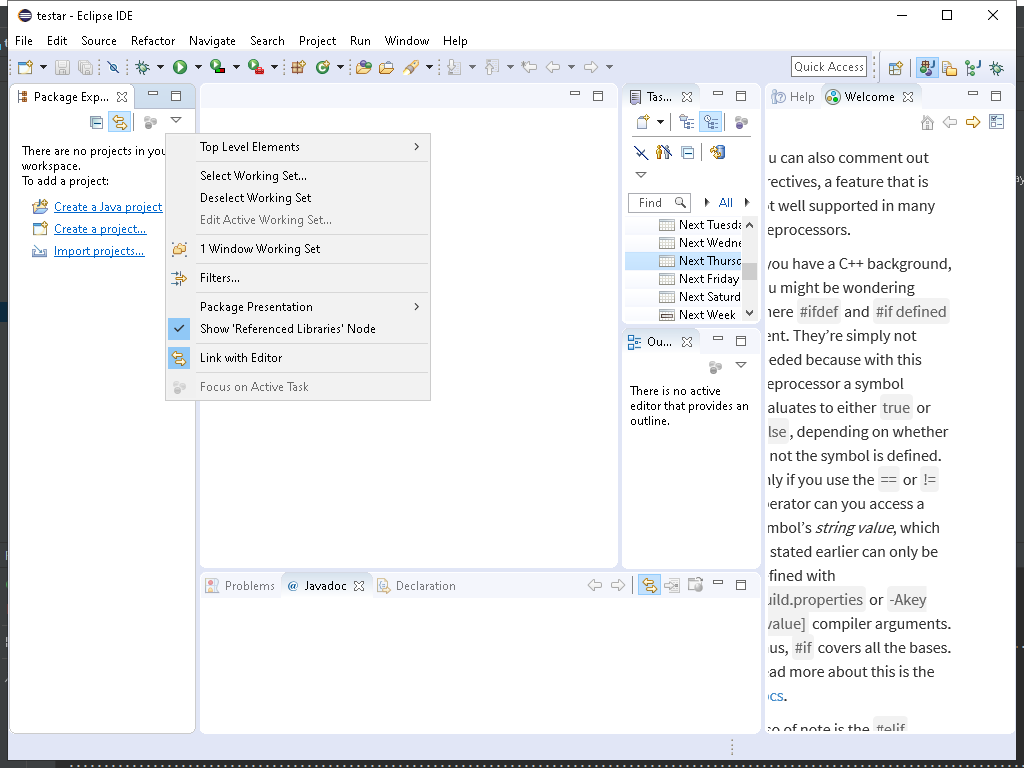 testar - Eclipse IDE
File Edit Source Refactor Navigate Search Project Run Window Help
Quick Access
Package Exp...
There are no projects in you
workspace.
To add a project:
Create a Java project
Create a project...
Import projects...
Top Level Elements
Select Working Set...
Deselect Working Set
Edit Active Working Set...
1 Window Working Set
Filters...
Package Presentation
Show 'Referenced Libraries' Node
Link with Editor
Focus on Active Task
Tas...
Find All
Next Tuesda
Next Wedne
Next Thursd
Next Friday
Next Saturd
Next Week
Ou...
There is no active
editor that provides an
outline.
Help Welcome
u can also comment out
rectives, a feature that is
ot well supported in many
eprocessors.
you have a C++ background,
u might be wondering
here #ifdef and #if defined
ent. They're simply not
eeded because with this
eprocessor a symbol
aluates to either true or
lse, depending on whether
not the symbol is defined.
nly if you use the == or !=
erator can you access a
mbol's string value, which
stated earlier can only be
fined with
uild.properties or -Akey
value] compiler arguments.
us, #if covers all the bases.
ead more about this is the
cs.
so of note is the #elif
Problems @ Javadoc Declaration